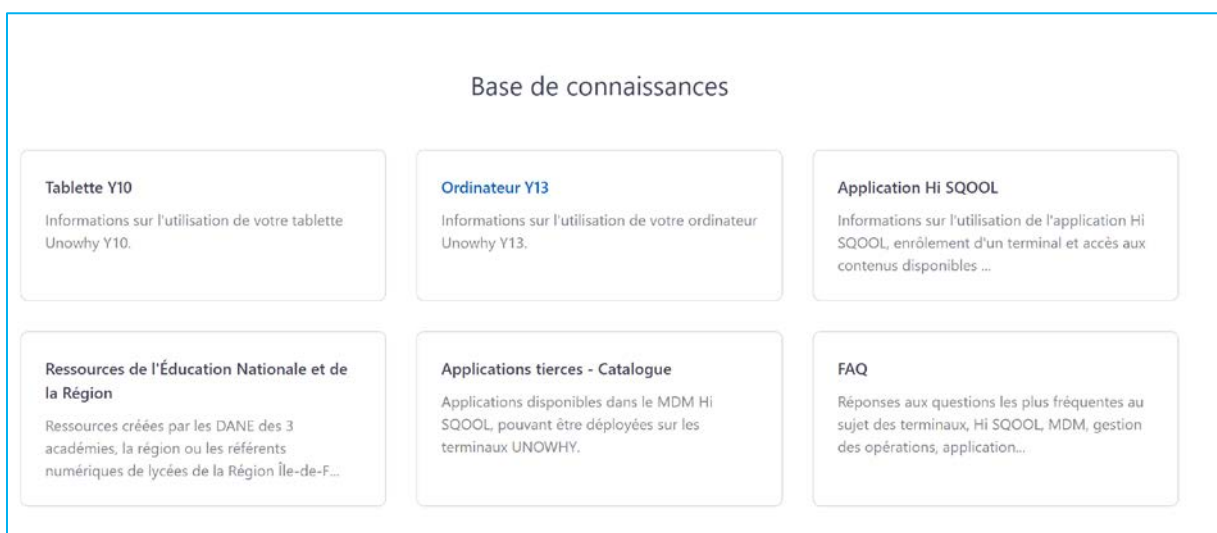 Base de connaissances
Tablette Y10
Informations sur l'utilisation de votre tablette
Unowhy Y10.
Ordinateur Y13
Informations sur l'utilisation de votre ordinateur
Unowhy Y13.
Application Hi SQOOL
Informations sur l'utilisation de l'application Hi
SQOOL, enrôlement d'un terminal et accès aux
contenus disponibles ...
Ressources de l'Éducation Nationale et de
la Région
Ressources créées par les DANE des 3
académies, la région ou les référents
numériques de lycées de la Région Île-de-F...
Applications tierces - Catalogue
Applications disponibles dans le MDM Hi
SQOOL, pouvant être déployées sur les
terminaux UNOWHY.
FAQ
Réponses aux questions les plus fréquentes au
sujet des terminaux, Hi SQOOL, MDM, gestion
des opérations, application...